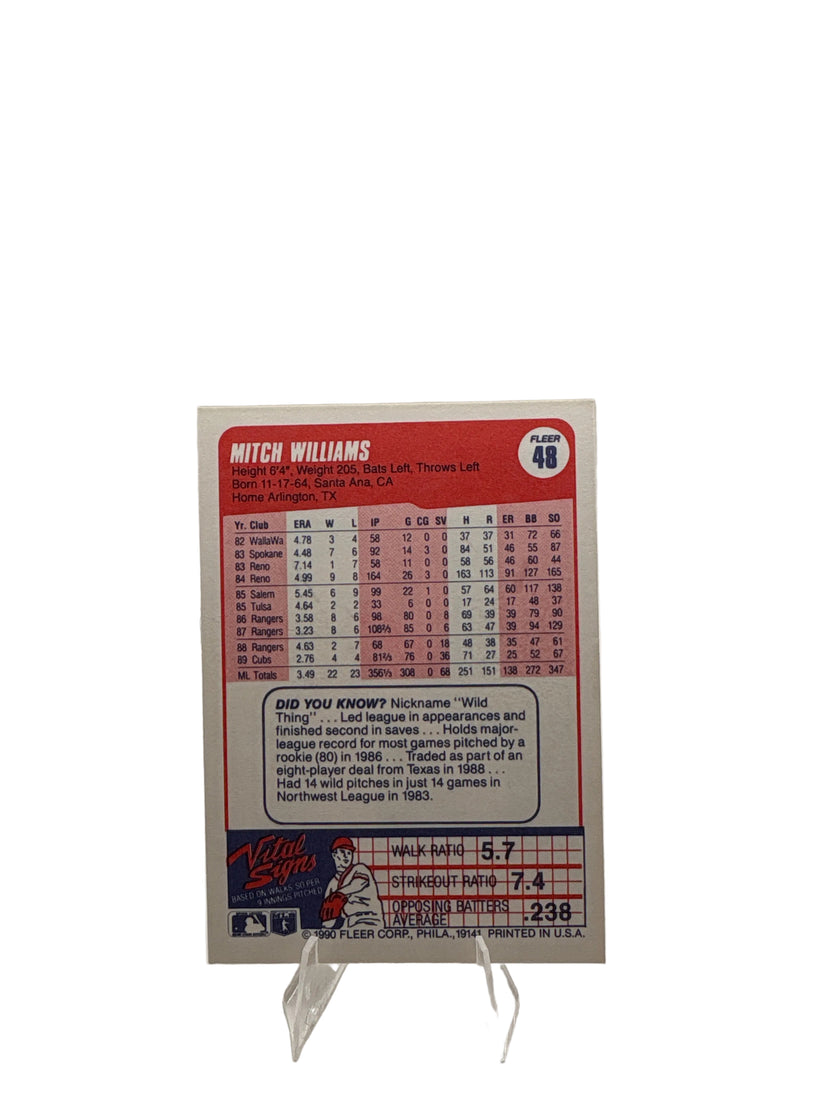 MITCH WILLIAMS
FLEER
48
Height 6'4", Weight 205, Bats Left, Throws Left
Born 11-17-64, Santa Ana, CA
Home Arlington, TX
Yr. Club ERA W L IP G CG SV H R ER BB SO
82 WallaWa 4.78 3 4 58 12 0 0 37 37 31 72 66
83 Spokane 4.48 7 6 92 14 3 0 84 51 46 55 87
83 Reno 7.14 1 7 58 11 0 0 58 56 46 60 44
84 Reno 4.99 9 8 164 26 3 0 163 113 91 127 165
85 Salem 5.45 6 9 99 22 1 0 57 64 60 117 138
85 Tulsa 4.64 2 2 33 6 0 0 17 24 17 48 37
86 Rangers 3.58 8 6 98 80 0 8 69 39 39 79 90
87 Rangers 3.23 8 6 108⅔ 85 0 6 63 47 39 94 129
88 Rangers 4.63 2 7 68 67 0 18 48 38 35 47 61
89 Cubs 2.76 4 4 81⅔ 76 0 36 71 27 25 52 67
ML Totals 3.49 22 23 356⅓ 308 0 68 251 151 138 272 347
DID YOU KNOW? Nickname "Wild
Thing" ... Led league in appearances and
finished second in saves ... Holds major-
league record for most games pitched by a
rookie (80) in 1986 ... Traded as part of an
eight-player deal from Texas in 1988 ...
Had 14 wild pitches in just 14 games in
Northwest League in 1983.
Vital
Signs
BASED ON WALKS, SO PER
9 INNINGS PITCHED
WALK RATIO 5.7
STRIKEOUT RATIO 7.4
OPPOSING BATTERS
AVERAGE .238
© 1990 FLEER CORP., PHILA., 19141 PRINTED IN U.S.A.